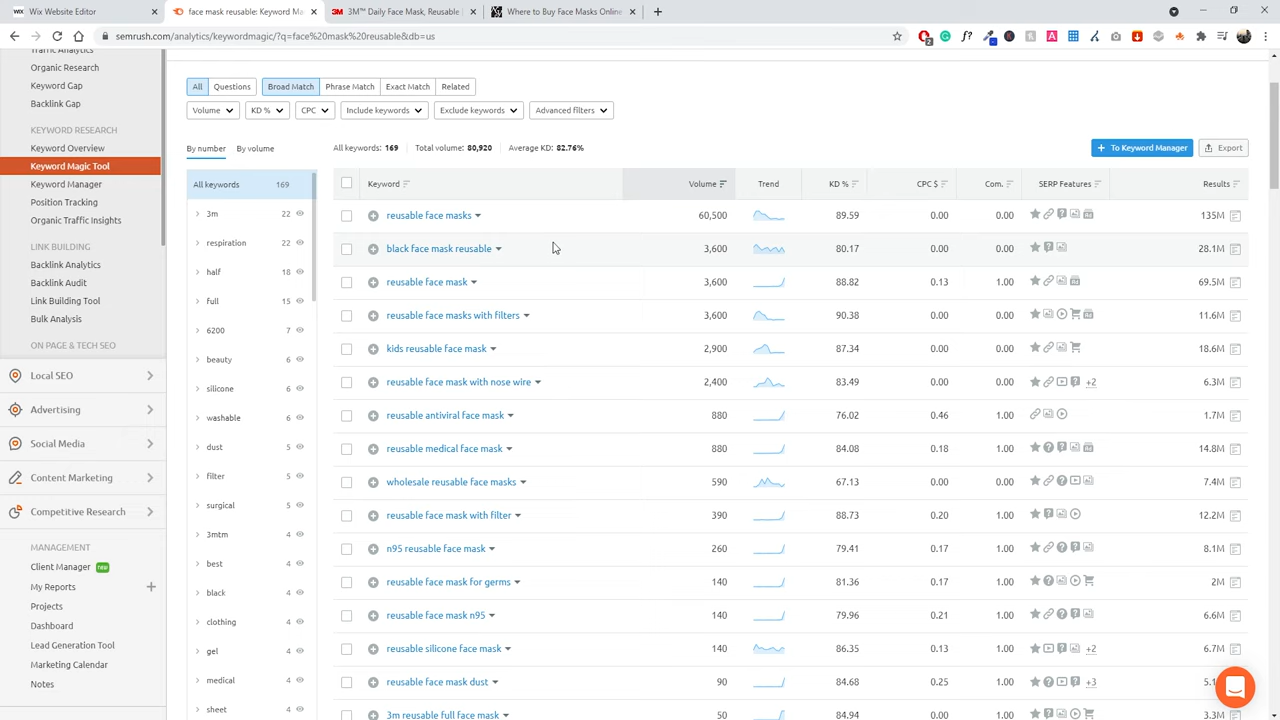 WIX Wix Website Editor
face mask reusable: Keyword Ma
3M 3M™ Daily Face Mask, Reusable
Where to Buy Face Masks Online
semrush.com/analytics/keywordmagic/?q=face%20mask%20reusable&db=us
Traffic Analytics
Organic Research
Keyword Gap
Backlink Gap
KEYWORD RESEARCH
Keyword Overview
Keyword Magic Tool
Keyword Manager
Position Tracking
Organic Traffic Insights
LINK BUILDING
Backlink Analytics
Backlink Audit
Link Building Tool
Bulk Analysis
ON PAGE & TECH SEO
Local SEO
Advertising
Social Media
Content Marketing
Competitive Research
MANAGEMENT
Client Manager NEW
My Reports
Projects
Dashboard
Lead Generation Tool
Marketing Calendar
Notes
All Questions Broad Match Phrase Match Exact Match Related
Volume KD % CPC Include keywords Exclude keywords Advanced filters
By number By volume
All keywords: 169 Total volume: 80,920 Average KD: 82.76%
+ To Keyword Manager Export
All keywords 169
3m 22
respiration 22
half 18
full 15
6200 7
beauty 6
silicone 6
washable 6
dust 5
filter 5
surgical 5
3mtm 4
best 4
black 4
clothing 4
gel 4
medical 4
sheet 4
Keyword Volume Trend KD % CPC $ Com. SERP Features Results
reusable face masks 60,500 89.59 0.00 0.00 135M
black face mask reusable 3,600 80.17 0.00 0.00 28.1M
reusable face mask 3,600 88.82 0.13 1.00 69.5M
reusable face masks with filters 3,600 90.38 0.00 0.00 11.6M
kids reusable face mask 2,900 87.34 0.00 0.00 18.6M
reusable face mask with nose wire 2,400 83.49 0.00 0.00 +2 6.3M
reusable antiviral face mask 880 76.02 0.46 1.00 1.7M
reusable medical face mask 880 84.08 0.18 1.00 14.8M
wholesale reusable face masks 590 67.13 0.00 0.00 7.4M
reusable face mask with filter 390 88.73 0.20 1.00 12.2M
n95 reusable face mask 260 79.41 0.17 1.00 8.1M
reusable face mask for germs 140 81.36 0.17 1.00 2M
reusable face mask n95 140 79.96 0.21 1.00 6.6M
reusable silicone face mask 140 86.35 0.13 1.00 +2 6.7M
reusable face mask dust 90 84.68 0.25 1.00 +3
3m reusable full face mask 50 84.94 0.00 1.00 3.3M